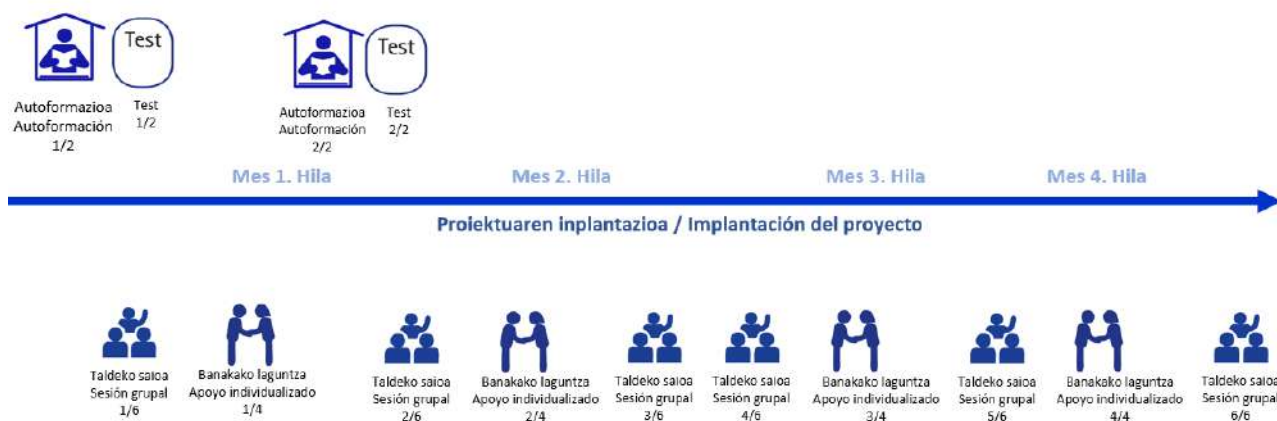 Test
Autoformazioa
Autoformación
1/2
Test
1/2
Test
Autoformazioa
Autoformación
2/2
Test
2/2
Mes 1. Hila
Mes 2. Hila
Mes 3. Hila
Mes 4. Hila
Proiektuaren inplantazioa / Implantación del proyecto
Taldeko saioa
Sesión grupal
1/6
Banakako laguntza
Apoyo individualizado
1/4
Taldeko saioa
Sesión grupal
2/6
Banakako laguntza
Apoyo individualizado
2/4
Taldeko saioa
Sesión grupal
3/6
Taldeko saioa
Sesión grupal
4/6
Banakako laguntza
Apoyo individualizado
3/4
Taldeko saioa
Sesión grupal
5/6
Banakako laguntza
Apoyo individualizado
4/4
Taldeko saioa
Sesión grupal
6/6